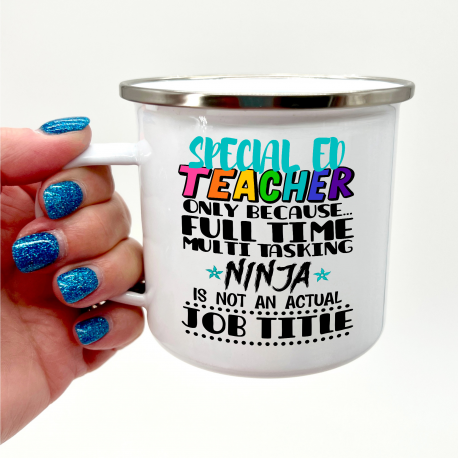 SPECIAL ED
TEACHER
ONLY BECAUSE...
FULL TIME
MULTI TASKING
NINJA
IS NOT AN ACTUAL
JOB TITLE